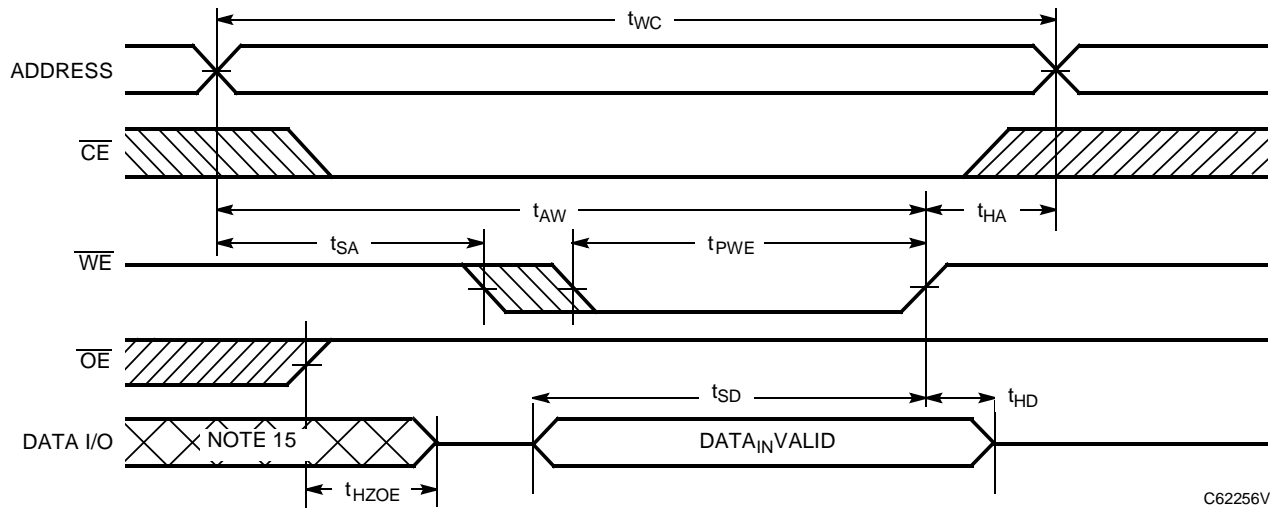 tWC
ADDRESS
CE
tAW
tHA
tSA
tPWE
WE
OE
tSD
tHD
DATA I/O
NOTE 15
DATAINVALID
tHZOE
C62256V